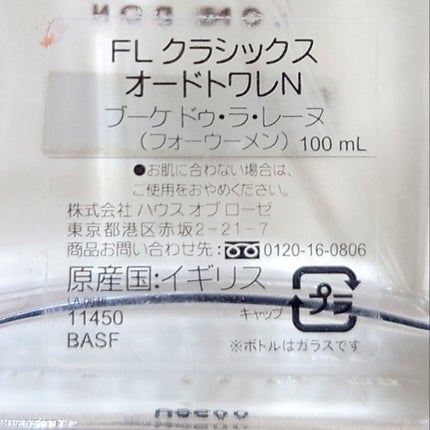 FL クラシックス
オードトワレN
ブーケ ドゥ・ラ・レーヌ
（フォーウーメン） 100 mL
●お肌に合わない場合は、
ご使用をおやめください。
株式会社 ハウス オブ ローゼ
東京都港区赤坂2-21-7
商品お問い合わせ先： 0120-16-0806
原産国：イギリス
11450
キャップ プラ
BASF
※ボトルはガラスです